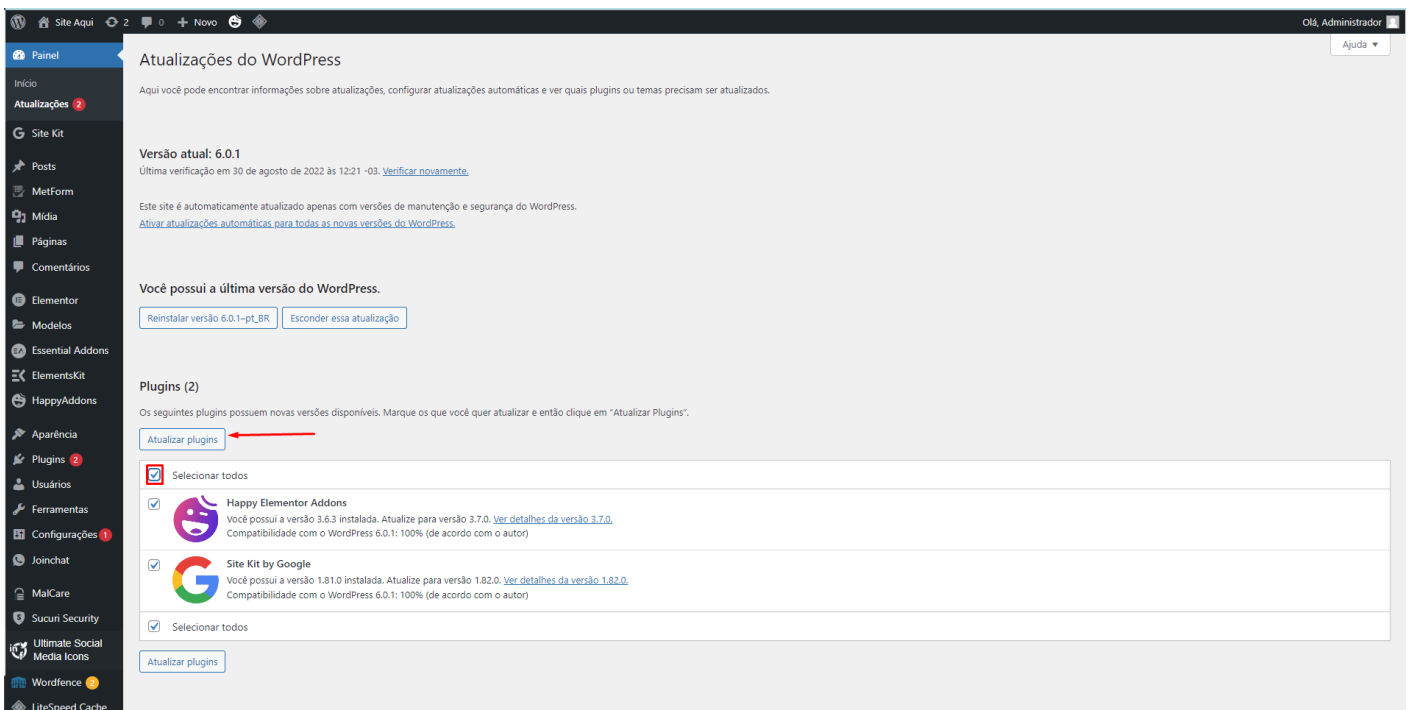 Site Aqui 2 0 + Novo Olá, Administrador
Ajuda ▼
Painel
Início
Atualizações 2
Site Kit
Posts
MetForm
Mídia
Páginas
Comentários
Elementor
Modelos
Essential Addons
ElementsKit
HappyAddons
Aparência
Plugins 2
Usuários
Ferramentas
Configurações 1
Joinchat
MalCare
Sucuri Security
Ultimate Social
Media Icons
Wordfence 2
LiteSpeed Cache
Atualizações do WordPress
Aqui você pode encontrar informações sobre atualizações, configurar atualizações automáticas e ver quais plugins ou temas precisam ser atualizados.
Versão atual: 6.0.1
Última verificação em 30 de agosto de 2022 às 12:21 -03. Verificar novamente.
Este site é automaticamente atualizado apenas com versões de manutenção e segurança do WordPress.
Ativar atualizações automáticas para todas as novas versões do WordPress.
Você possui a última versão do WordPress.
Reinstalar versão 6.0.1–pt_BR Esconder essa atualização
Plugins (2)
Os seguintes plugins possuem novas versões disponíveis. Marque os que você quer atualizar e então clique em "Atualizar Plugins".
Atualizar plugins
Selecionar todos
Happy Elementor Addons
Você possui a versão 3.6.3 instalada. Atualize para versão 3.7.0. Ver detalhes da versão 3.7.0.
Compatibilidade com o WordPress 6.0.1: 100% (de acordo com o autor)
Site Kit by Google
Você possui a versão 1.81.0 instalada. Atualize para versão 1.82.0. Ver detalhes da versão 1.82.0.
Compatibilidade com o WordPress 6.0.1: 100% (de acordo com o autor)
Selecionar todos
Atualizar plugins